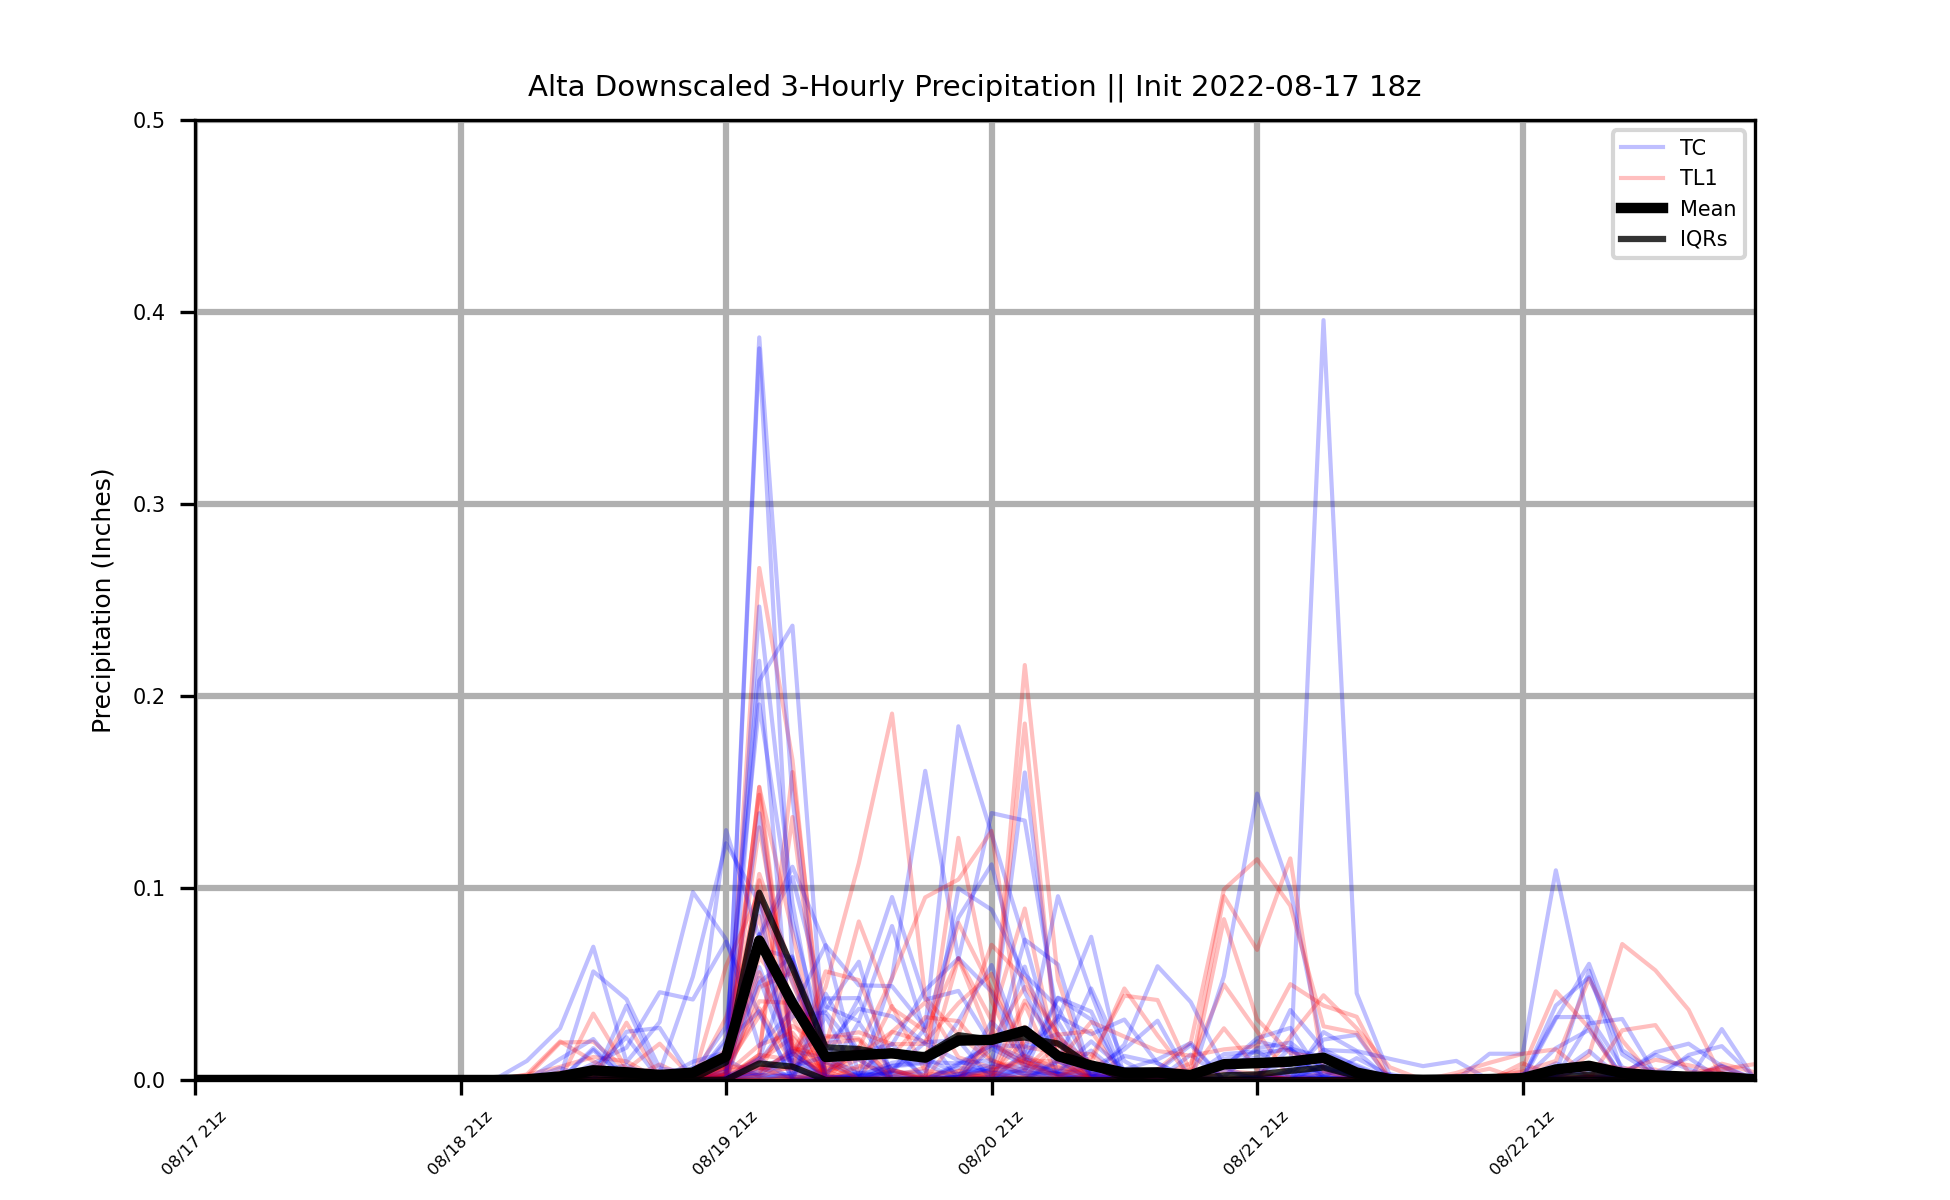 Alta Downscaled 3-Hourly Precipitation || Init 2022-08-17 18z
Precipitation (Inches)
0.5
0.4
0.3
0.2
0.1
0.0
TC
TL1
Mean
IQRs
08/17 21z
08/18 21z
08/19 21z
08/20 21z
08/21 21z
08/22 21z